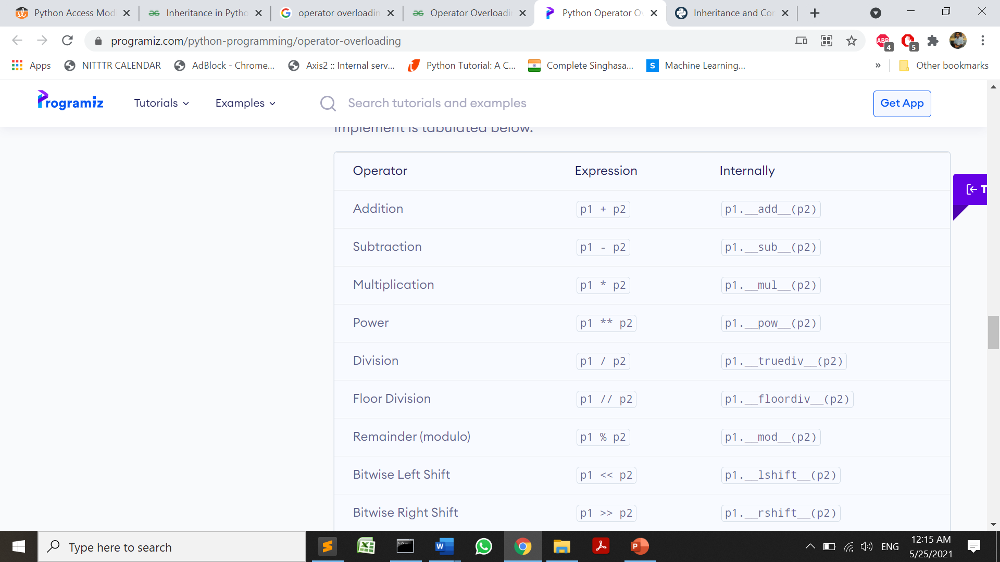 Python Access Mod
Inheritance in Pytho
operator overloadin
Operator Overloadi
Python Operator O
Inheritance and Co
programiz.com/python-programming/operator-overloading
ABP 4
5
Apps
NITTTR CALENDAR
AdBlock - Chrome...
Axis2 :: Internal serv...
Python Tutorial: A C...
Complete Singhasa...
S Machine Learning...
»
Other bookmarks
Programiz
Tutorials
Examples
Search tutorials and examples
Get App
implement is tabulated below.
Operator Expression Internally
T
Addition p1 + p2 p1.__add__(p2)
Subtraction p1 - p2 p1.__sub__(p2)
Multiplication p1 * p2 p1.__mul__(p2)
Power p1 ** p2 p1.__pow__(p2)
Division p1 / p2 p1.__truediv__(p2)
Floor Division p1 // p2 p1.__floordiv__(p2)
Remainder (modulo) p1 % p2 p1.__mod__(p2)
Bitwise Left Shift p1 << p2 p1.__lshift__(p2)
Bitwise Right Shift p1 >> p2 p1.__rshift__(p2)
Type here to search
ENG
12:15 AM
5/25/2021